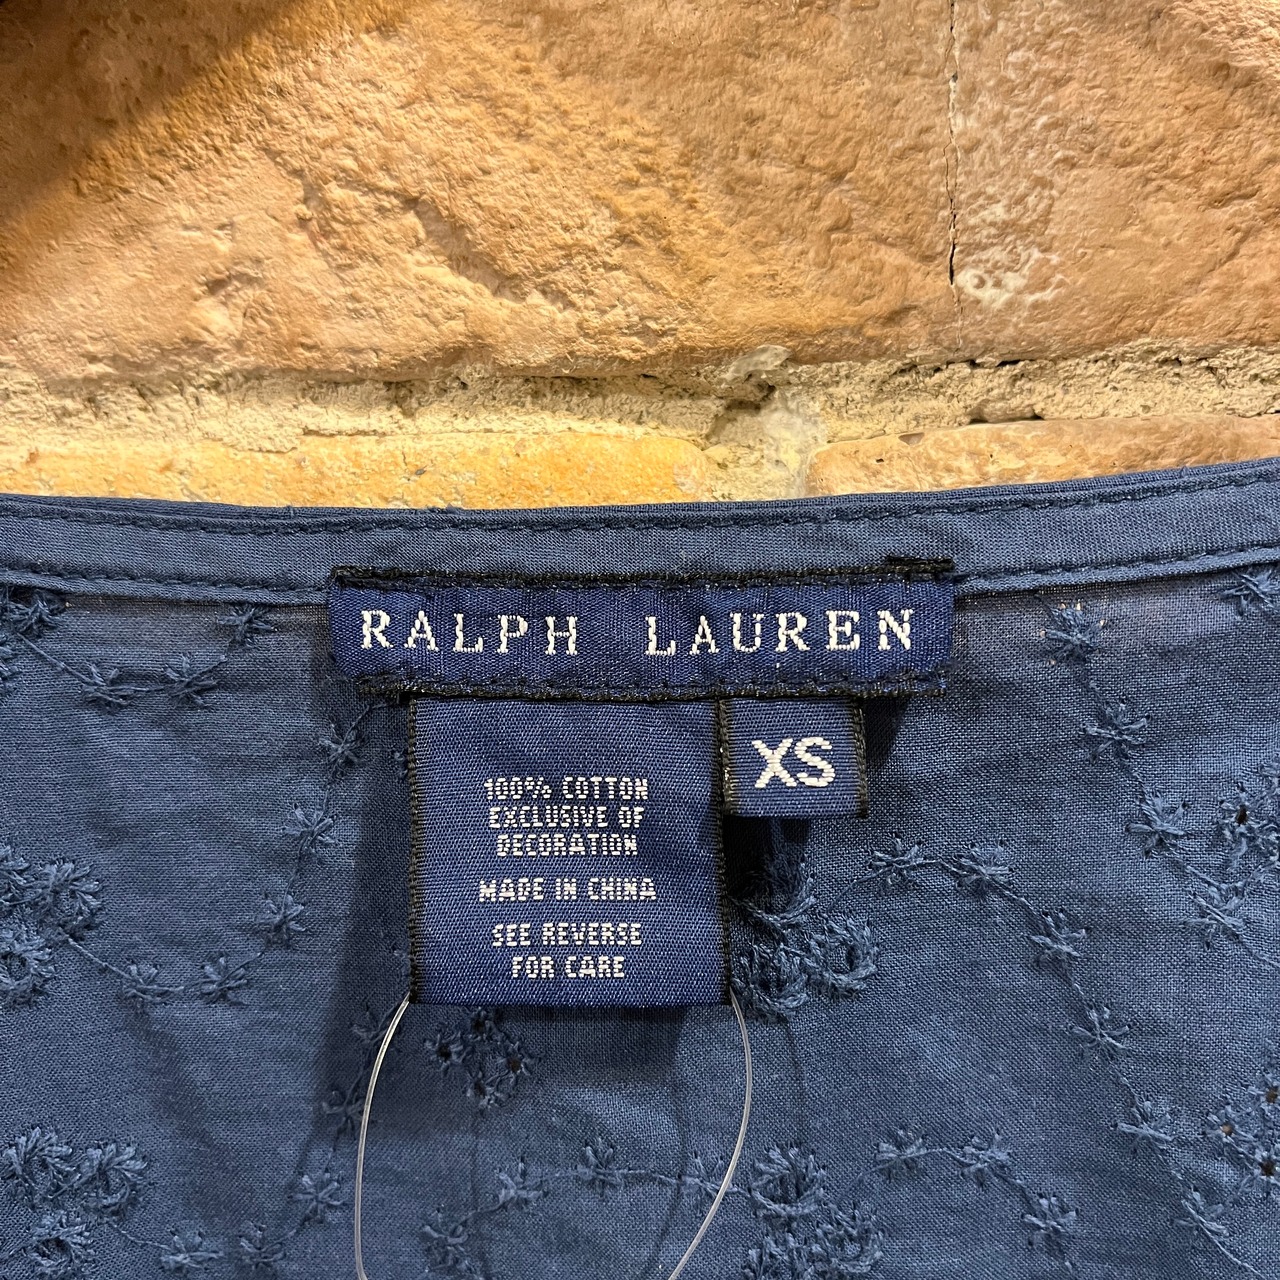 RALPH LAUREN
XS
100% COTTON
EXCLUSIVE OF
DECORATION
MADE IN CHINA
SEE REVERSE
FOR CARE